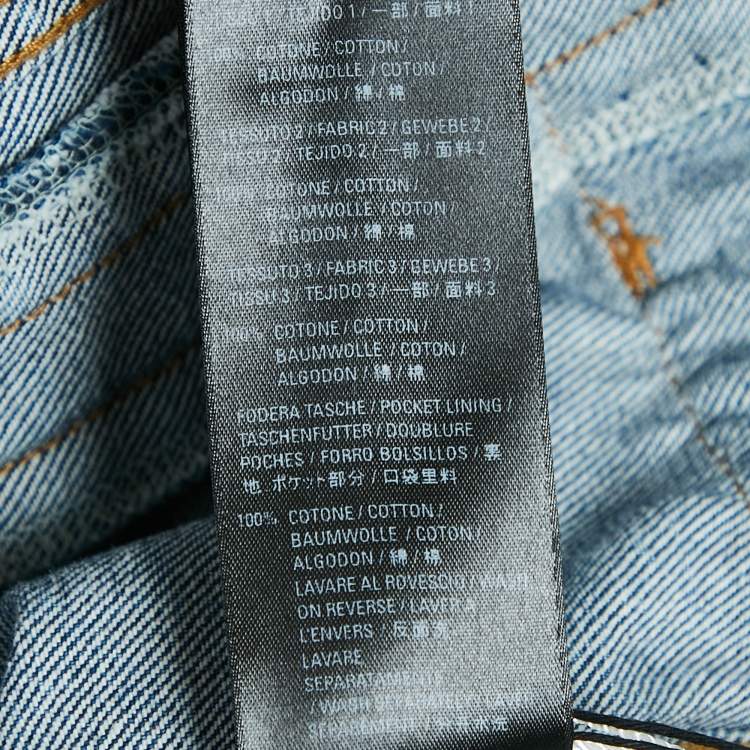 TISSU 1 / TEJIDO 1 / 一部 / 面料 1
COTONE / COTTON /
BAUMWOLLE / COTON /
ALGODON / 綿 / 棉
TESSUTO 2 / FABRIC 2 / GEWEBE 2 /
TISSU 2 / TEJIDO 2 / 一部 / 面料 2
COTONE / COTTON /
BAUMWOLLE / COTON /
ALGODON / 綿 / 棉
TESSUTO 3 / FABRIC 3 / GEWEBE 3 /
TISSU 3 / TEJIDO 3 / 一部 / 面料 3
100% COTONE / COTTON /
BAUMWOLLE / COTON /
ALGODON / 綿 / 棉
FODERA TASCHE / POCKET LINING /
TASCHENFUTTER / DOUBLURE
POCHES / FORRO BOLSILLOS / 裏
地 ポケット部分 / 口袋里料
100% COTONE / COTTON /
BAUMWOLLE / COTON /
ALGODON / 綿 / 棉
LAVARE AL ROVESCIO / WASH
ON REVERSE / LAVER A
L'ENVERS / 反面洗
LAVARE
SEPARATAMENTE
/ WASH SEPARATELY / LAVER